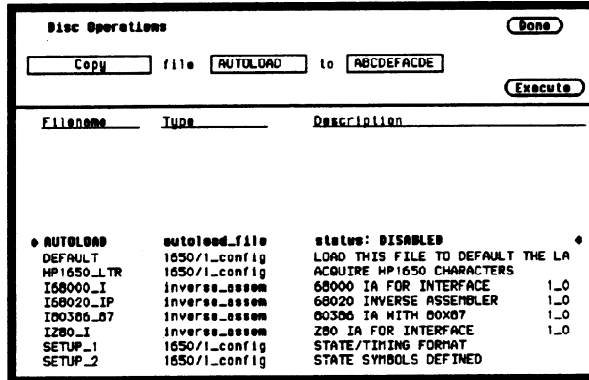 Disc Operations Done
Copy file AUTOLOAD to ABCDEFACDE
Execute
Filename Type Description
AUTOLOAD autoload_file status: DISABLED
DEFAULT 1650/1_config LOAD THIS FILE TO DEFAULT THE LA
HP1650_LTR 1650/1_config ACQUIRE HP1650 CHARACTERS
I68000_I inverse_assem 68000 IA FOR INTERFACE 1_0
I68020_IP inverse_assem 68020 INVERSE ASSEMBLER 1_0
I80386_87 inverse_assem 80386 IA WITH 80X87 1_0
IZ80_I inverse_assem Z80 IA FOR INTERFACE 1_0
SETUP_1 1650/1_config STATE/TIMING FORMAT
SETUP_2 1650/1_config STATE SYMBOLS DEFINED